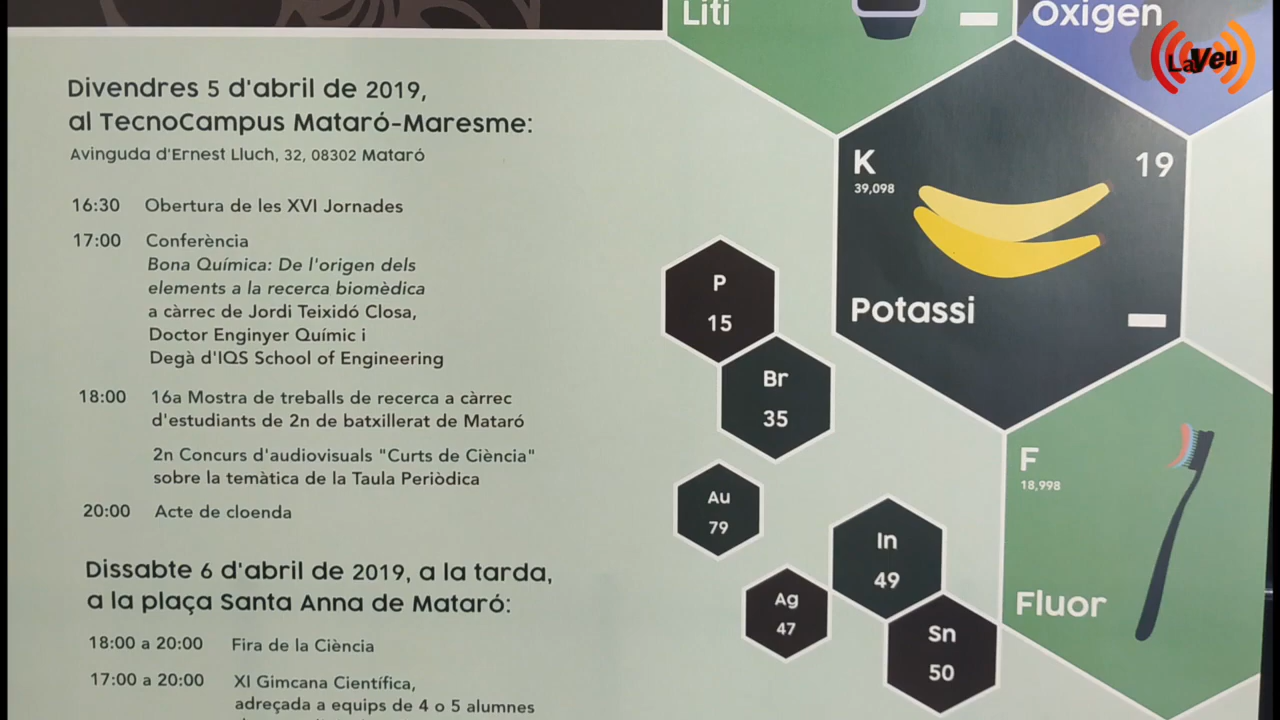 Divendres 5 d'abril de 2019,
al TecnoCampus Mataró-Maresme:
Avinguda d'Ernest Lluch, 32, 08302 Mataró
16:30 Obertura de les XVI Jornades
17:00 Conferència
Bona Química: De l'origen dels
elements a la recerca biomèdica
a càrrec de Jordi Teixidó Closa,
Doctor Enginyer Químic i
Degà d'IQS School of Engineering
18:00 16a Mostra de treballs de recerca a càrrec
d'estudiants de 2n de batxillerat de Mataró
2n Concurs d'audiovisuals "Curts de Ciència"
sobre la temàtica de la Taula Periòdica
20:00 Acte de cloenda
Dissabte 6 d'abril de 2019, a la tarda,
a la plaça Santa Anna de Mataró:
18:00 a 20:00 Fira de la Ciència
17:00 a 20:00 XI Gimcana Científica,
adreçada a equips de 4 o 5 alumnes
Liti
Oxigen
LaVeu
K 19
39,098
Potassi
P
15
Br
35
Au
79
In
49
Ag
47
Sn
50
F
18,998
Fluor